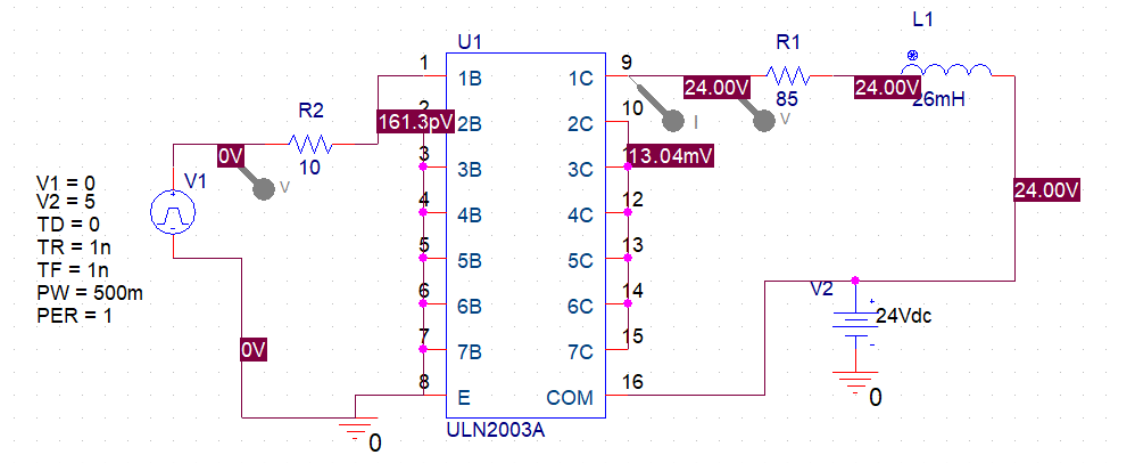 L1
U1
R1
1
1B
1C
9
24.00V
24.00V
85
26mH
R2
2
161.3pV
2B
2C
10
I
V
0V
10
3
3B
3C
13.04mV
V1
V
24.00V
V1 = 0
V2 = 5
TD = 0
TR = 1n
TF = 1n
PW = 500m
PER = 1
4
4B
4C
12
5
5B
5C
13
6
6B
6C
14
V2
24Vdc
7
7B
7C
15
0V
8
E
COM
16
0
ULN2003A
0